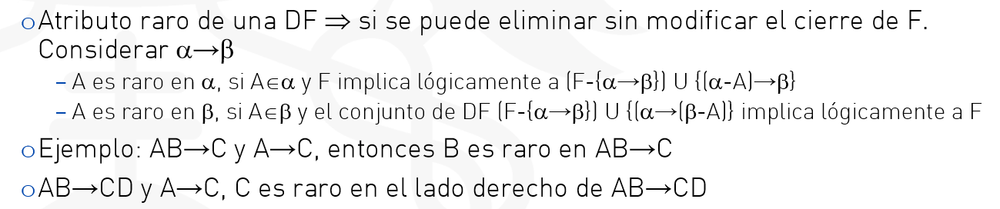 o Atributo raro de una DF ⇒ si se puede eliminar sin modificar el cierre de F.
Considerar α→β
– A es raro en α, si A∈α y F implica lógicamente a (F-{α→β}) U {(α-A)→β}
– A es raro en β, si A∈β y el conjunto de DF (F-{α→β}) U {(α→(β-A)} implica lógicamente a F
o Ejemplo: AB→C y A→C, entonces B es raro en AB→C
o AB→CD y A→C, C es raro en el lado derecho de AB→CD